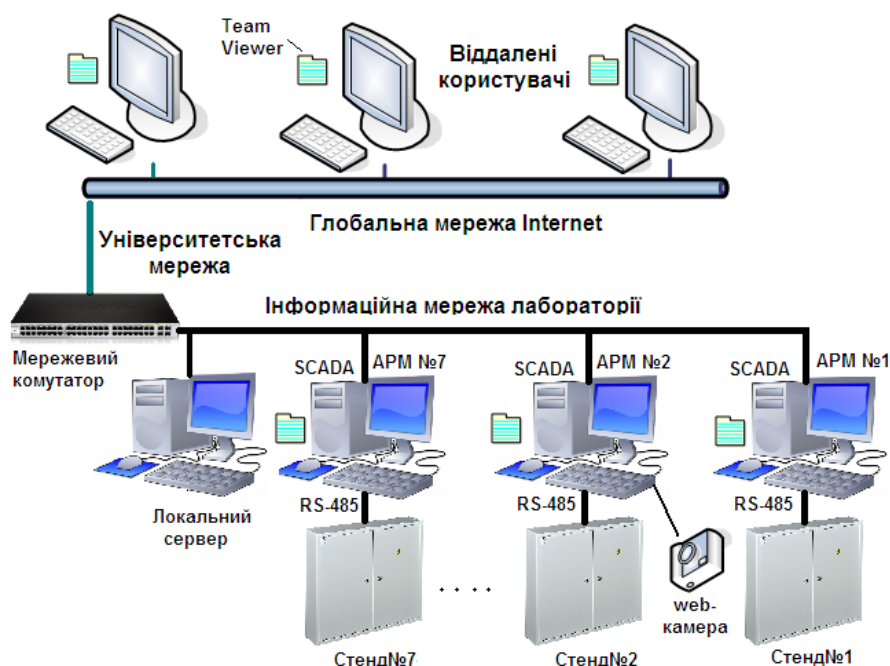 Team
Viewer
Віддалені
користувачі
Глобальна мережа Internet
Університетська
мережа
Інформаційна мережа лабораторії
Мережевий
комутатор
SCADA
АРМ №7
SCADA
АРМ №2
SCADA
АРМ №1
Локальний
сервер
RS-485
RS-485
RS-485
. . . .
web-
камера
Стенд№7
Стенд№2
Стенд№1